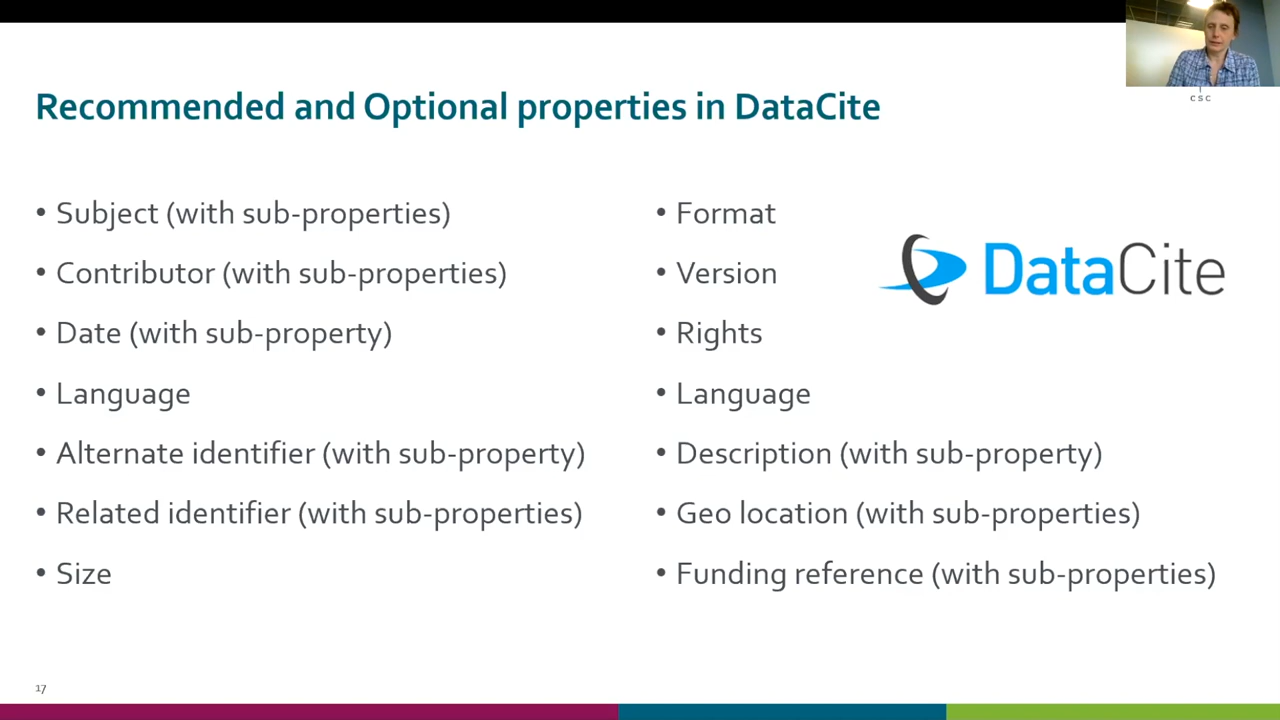 CSC
Recommended and Optional properties in DataCite
• Subject (with sub-properties)
• Contributor (with sub-properties)
• Date (with sub-property)
• Language
• Alternate identifier (with sub-property)
• Related identifier (with sub-properties)
• Size
• Format
• Version
• Rights
• Language
• Description (with sub-property)
• Geo location (with sub-properties)
• Funding reference (with sub-properties)
DataCite
17